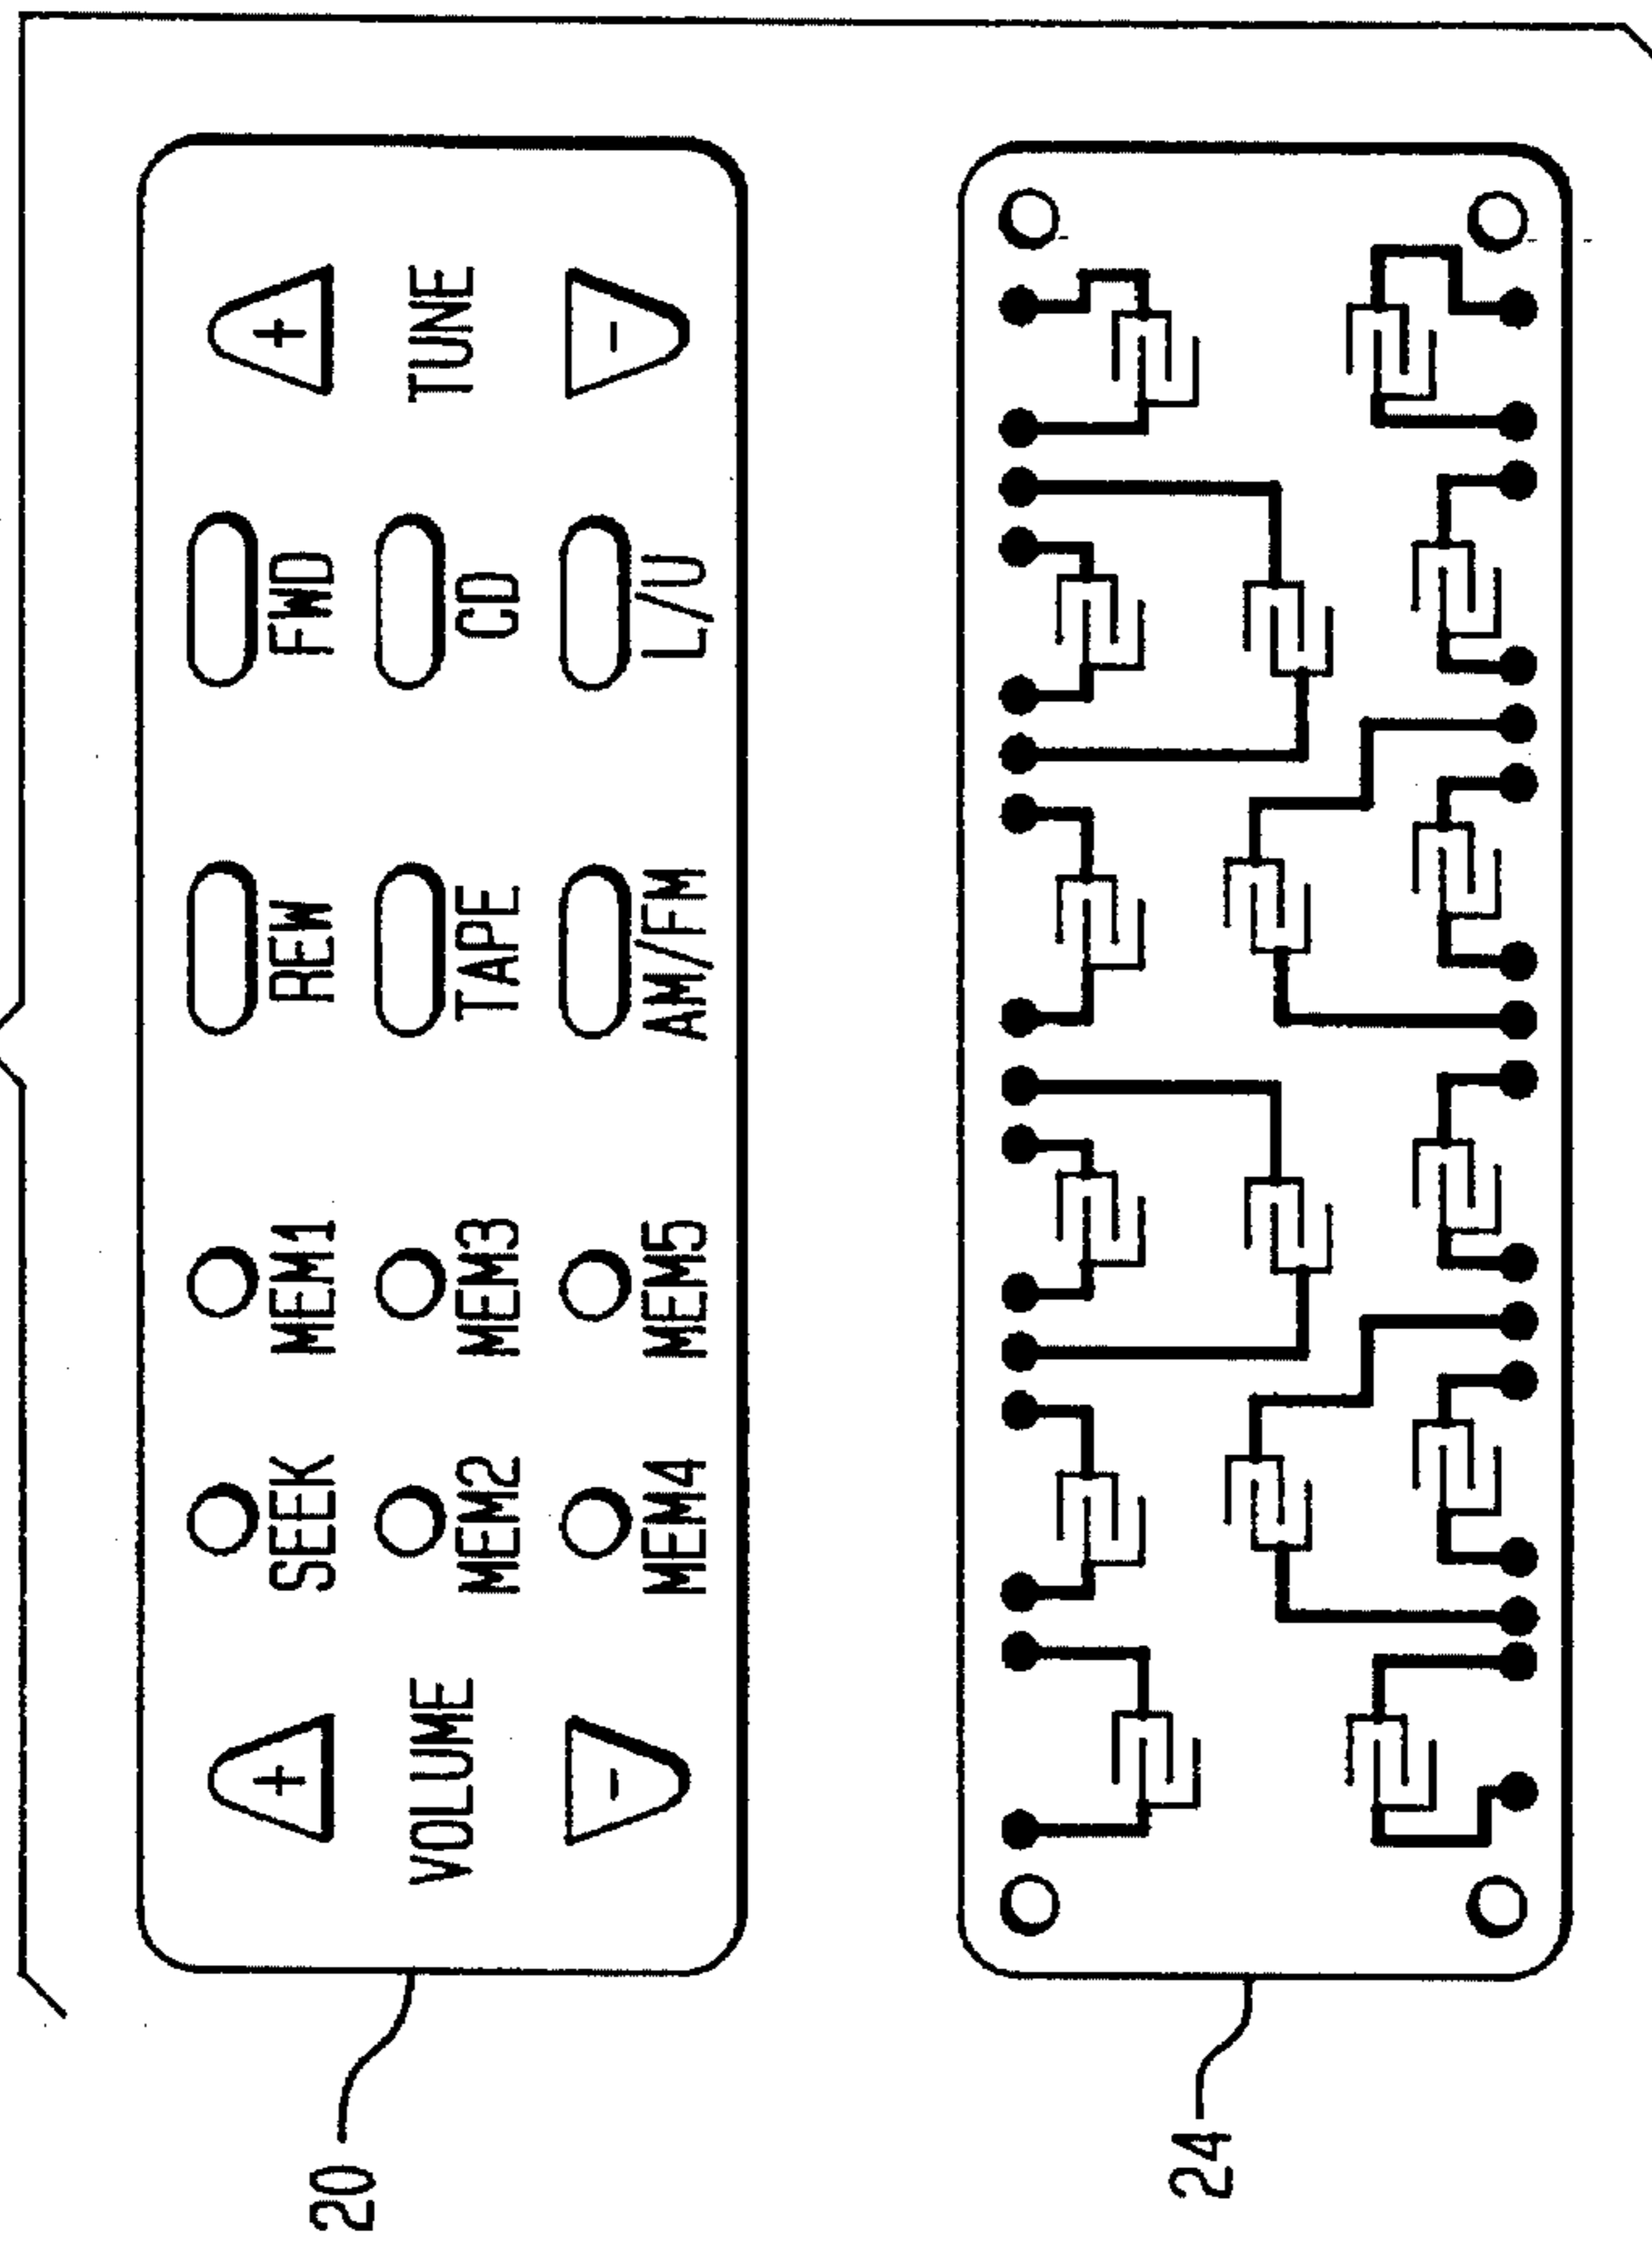 + SEEK MEM1 REW FWD +
VOLUME MEM2 MEM3 TAPE CD TUNE
- MEM4 MEM5 AM/FM L/U -
20
24